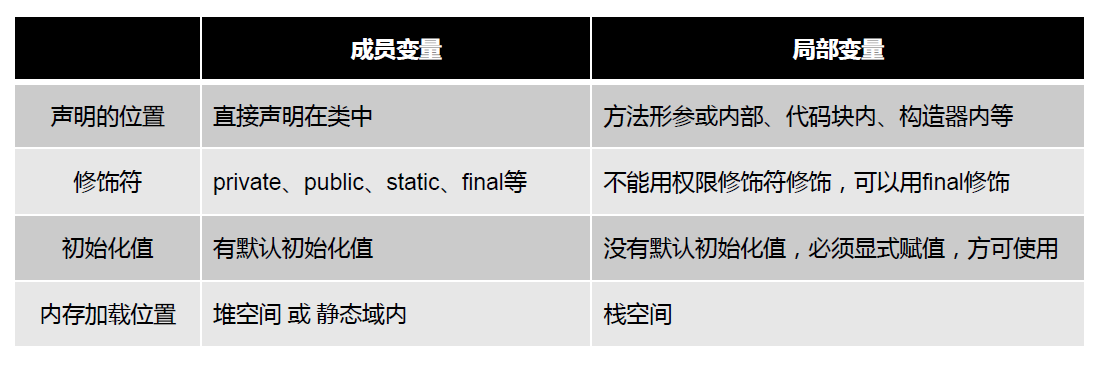 成员变量 局部变量
声明的位置 直接声明在类中 方法形参或内部、代码块内、构造器内等
修饰符 private、public、static、final等 不能用权限修饰符修饰，可以用final修饰
初始化值 有默认初始化值 没有默认初始化值，必须显式赋值，方可使用
内存加载位置 堆空间 或 静态域内 栈空间